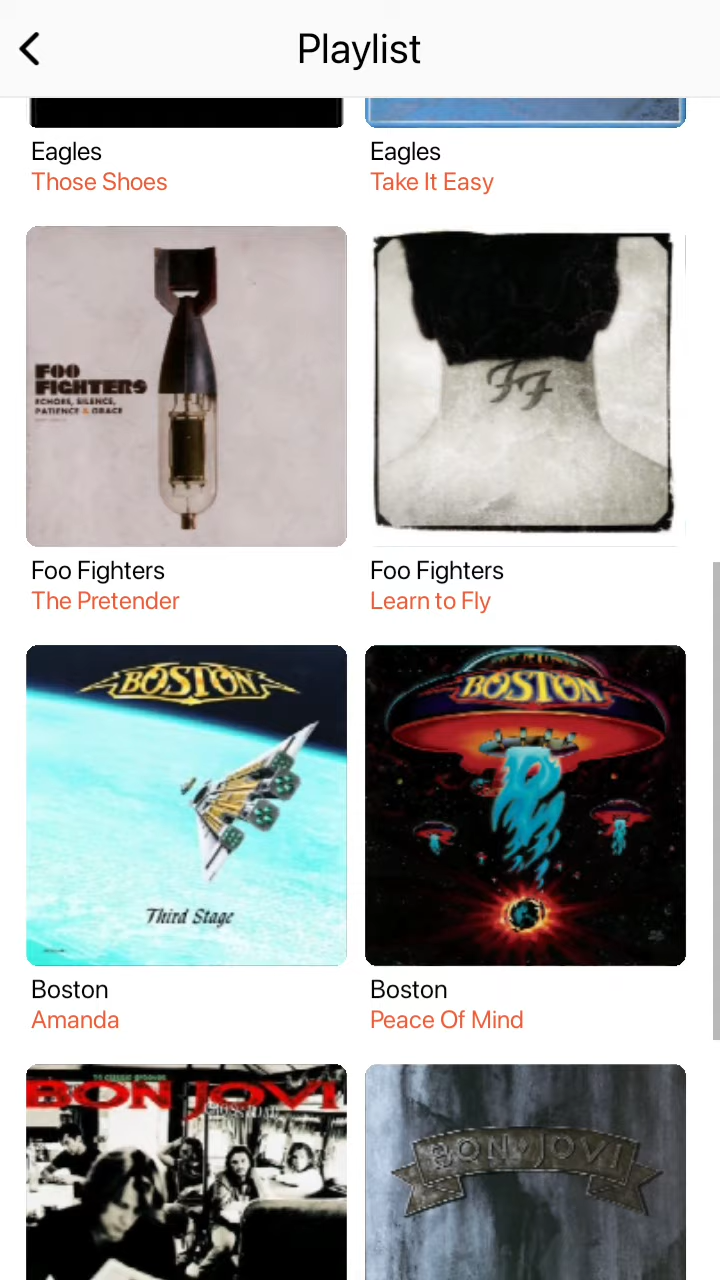 Playlist
Eagles
Those Shoes
Eagles
Take It Easy
FOO
FIGHTERS
ECHOES, SILENCE,
PATIENCE & GRACE
FF
Foo Fighters
The Pretender
Foo Fighters
Learn to Fly
BOSTON
Third Stage
BOSTON
Boston
Amanda
Boston
Peace Of Mind
BON JOVI
BON JOVI